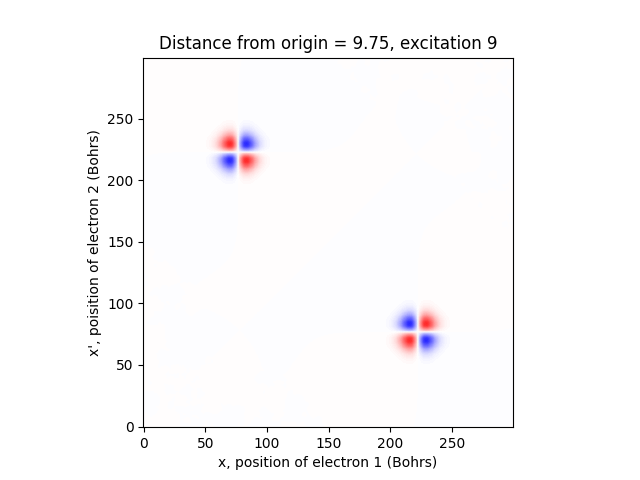 Distance from origin = 9.75, excitation 9
x', poisition of electron 2 (Bohrs)
250
200
150
100
50
0
0 50 100 150 200 250
x, position of electron 1 (Bohrs)